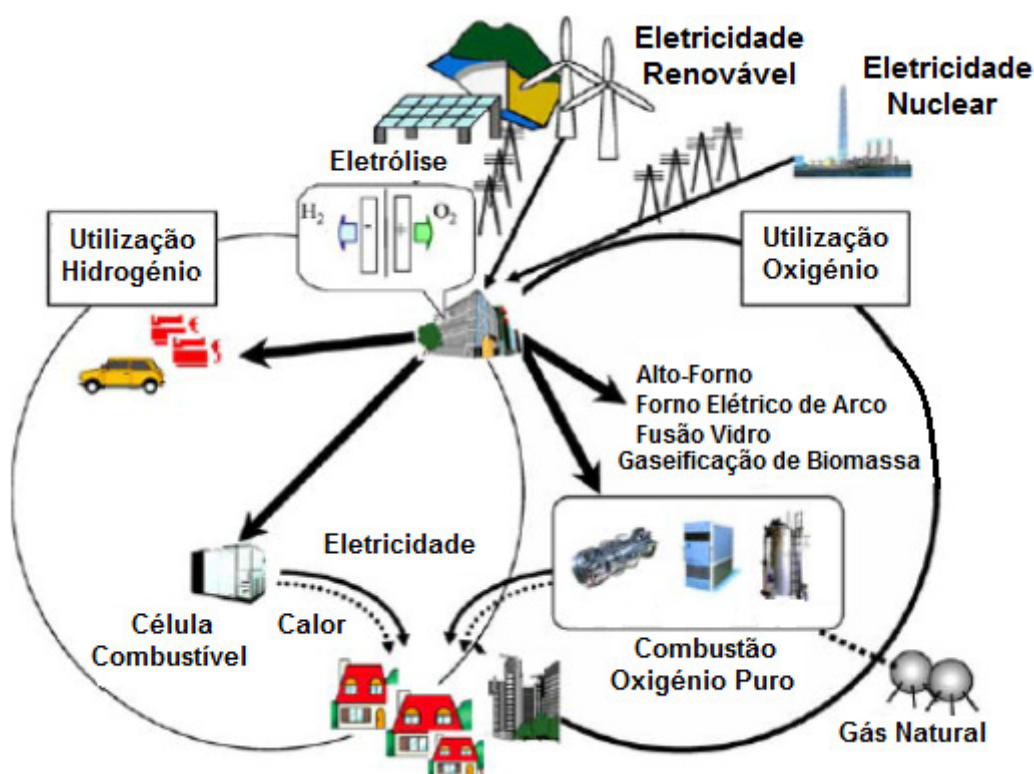 Eletricidade
Renovável
Eletricidade
Nuclear
Eletrólise
H2
O2
-
+
Utilização
Hidrogénio
Utilização
Oxigénio
€
$
Alto-Forno
Forno Elétrico de Arco
Fusão Vidro
Gaseificação de Biomassa
Eletricidade
Calor
Célula
Combustível
Combustão
Oxigénio Puro
Gás Natural